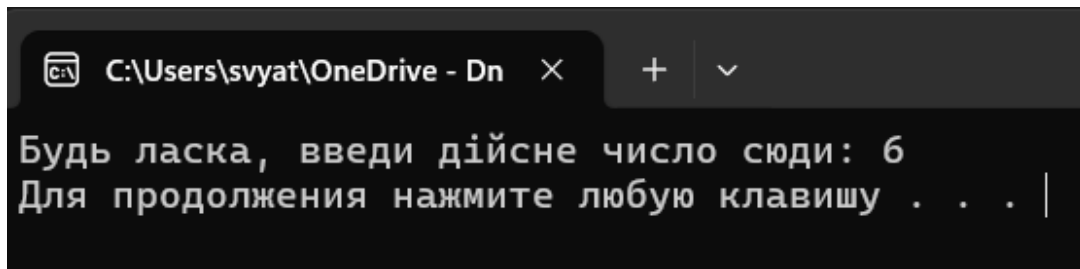 C:\Users\svyat\OneDrive - Dn
Будь ласка, введи дійсне число сюди: 6
Для продолжения нажмите любую клавишу . . .